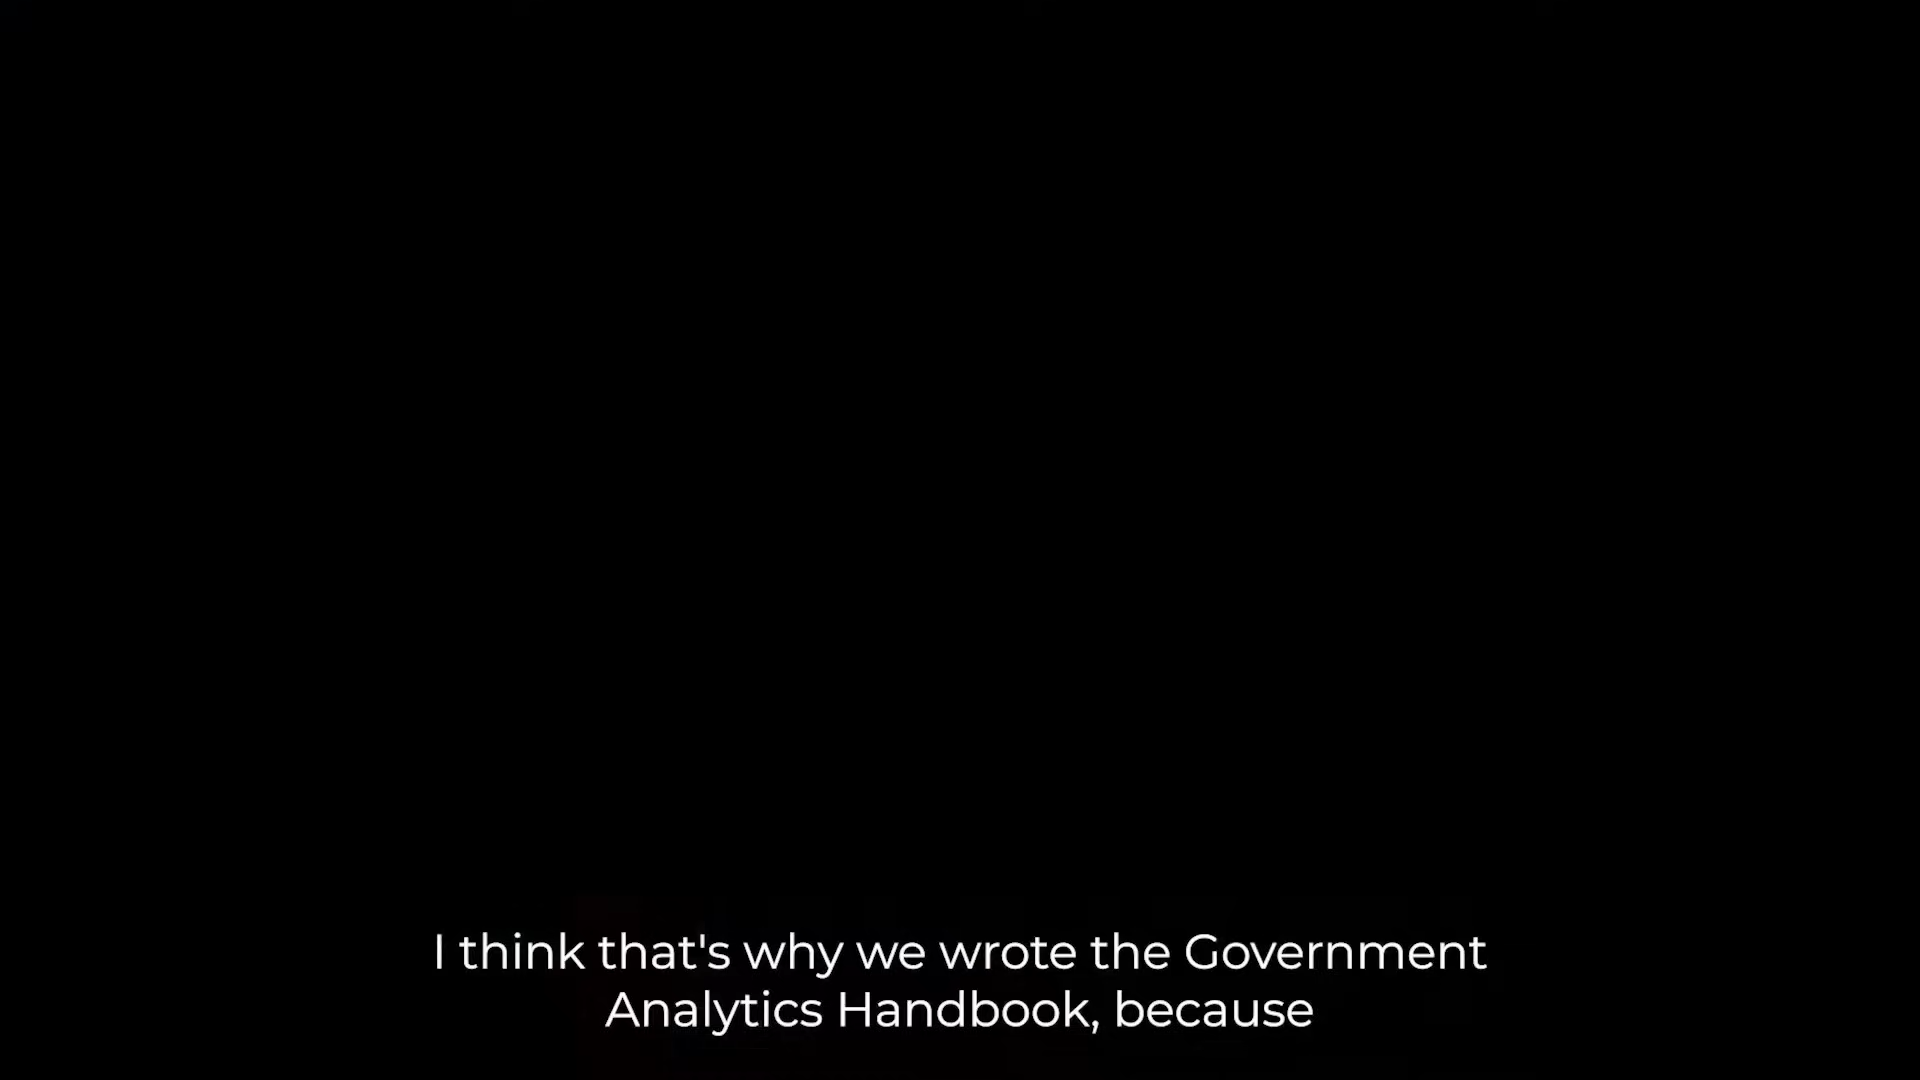 I think that's why we wrote the Government
Analytics Handbook, because